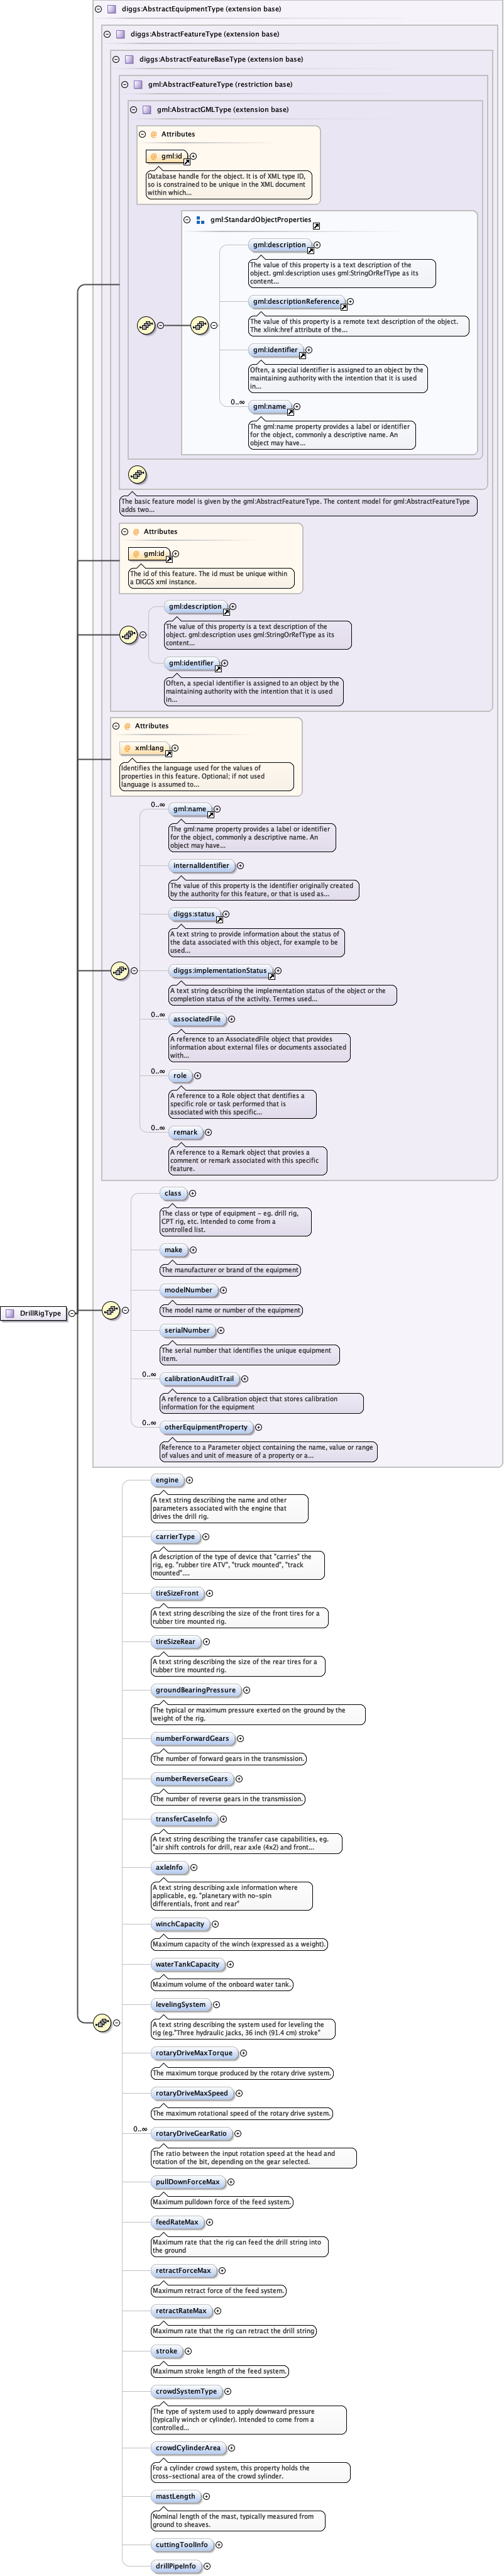 diggs:AbstractEquipmentType (extension base)
diggs:AbstractFeatureType (extension base)
diggs:AbstractFeatureBaseType (extension base)
gml:AbstractFeatureType (restriction base)
gml:AbstractGMLType (extension base)
@ Attributes
@ gml:id
Database handle for the object. It is of XML type ID,
so is constrained to be unique in the XML document
within which...
gml:StandardObjectProperties
gml:description
The value of this property is a text description of the
object. gml:description uses gml:StringOrRefType as its
content...
gml:descriptionReference
The value of this property is a remote text description of the object.
The xlink:href attribute of the...
gml:identifier
Often, a special identifier is assigned to an object by the
maintaining authority with the intention that it is used
in...
0..∞
gml:name
The gml:name property provides a label or identifier
for the object, commonly a descriptive name. An
object may have...
The basic feature model is given by the gml:AbstractFeatureType. The content model for gml:AbstractFeatureType
adds two...
@ Attributes
@ gml:id
The id of this feature. The id must be unique within
a DIGGS xml instance.
gml:description
The value of this property is a text description of the
object. gml:description uses gml:StringOrRefType as its
content...
gml:identifier
Often, a special identifier is assigned to an object by the
maintaining authority with the intention that it is used
in...
@ Attributes
@ xml:lang
Identifies the language used for the values of
properties in this feature. Optional; if not used
language is assumed to...
0..∞
gml:name
The gml:name property provides a label or identifier
for the object, commonly a descriptive name. An
object may have...
internalIdentifier
The value of this property is the identifier originally created
by the authority for this feature, or that is used as...
diggs:status
A text string to provide information about the status of
the data associated with this object, for example to be
used...
diggs:implementationStatus
A text string describing the implementation status of the object or the
completion status of the activity. Termes used...
0..∞
associatedFile
A reference to an AssociatedFile object that provides
information about external files or documents associated
with...
0..∞
role
A reference to a Role object that dentifies a
specific role or task performed that is
associated with this specific...
0..∞
remark
A reference to a Remark object that provies a
comment or remark associated with this specific
feature.
class
The class or type of equipment - eg. drill rig,
CPT rig, etc. Intended to come from a
controlled list.
make
The manufacturer or brand of the equipment
modelNumber
The model name or number of the equipment
DrillRigType
serialNumber
The serial number that identifies the unique equipment
item.
0..∞
calibrationAuditTrail
A reference to a Calibration object that stores calibration
information for the equipment
0..∞
otherEquipmentProperty
Reference to a Parameter object containing the name, value or range
of values and unit of measure of a property or a...
engine
A text string describing the name and other
parameters associated with the engine that
drives the drill rig.
carrierType
A description of the type of device that "carries" the
rig, eg. "rubber tire ATV", "truck mounted", "track
mounted"....
tireSizeFront
A text string describing the size of the front tires for a
rubber tire mounted rig.
tireSizeRear
A text string describing the size of the rear tires for a
rubber tire mounted rig.
groundBearingPressure
The typical or maximum pressure exerted on the ground by the
weight of the rig.
numberForwardGears
The number of forward gears in the transmission.
numberReverseGears
The number of reverse gears in the transmission.
transferCaseInfo
A text string describing the transfer case capabilities, eg.
"air shift controls for drill, rear axle (4x2) and front...
axleInfo
A text string describing axle information where
applicable, eg. "planetary with no-spin
differentials, front and rear"
winchCapacity
Maximum capacity of the winch (expressed as a weight).
waterTankCapacity
Maximum volume of the onboard water tank.
levelingSystem
A text string describing the system used for leveling
the rig (eg."Three hydraulic jacks, 36 inch (91.4 cm) stroke"
rotaryDriveMaxTorque
The maximum torque produced by the rotary drive system.
rotaryDriveMaxSpeed
The maximum rotational speed of the rotary drive system.
0..∞
rotaryDriveGearRatio
The ratio between the input rotation speed at the head and
rotation of the bit, depending on the gear selected.
pullDownForceMax
Maximum pulldown force of the feed system.
feedRateMax
Maximum rate that the rig can feed the drill string into
the ground
retractForceMax
Maximum retract force of the feed system.
retractRateMax
Maximum rate that the rig can retract the drill string
stroke
Maximum stroke length of the feed system.
crowdSystemType
The type of system used to apply downward pressure
(typically winch or cylinder). Intended to come from a
controlled...
crowdCylinderArea
For a cylinder crowd system, this property holds the
cross-sectional area of the crowd sylinder.
mastLength
Nominal length of the mast, typically measured from
ground to sheaves.
cuttingToolInfo
drillPipeInfo